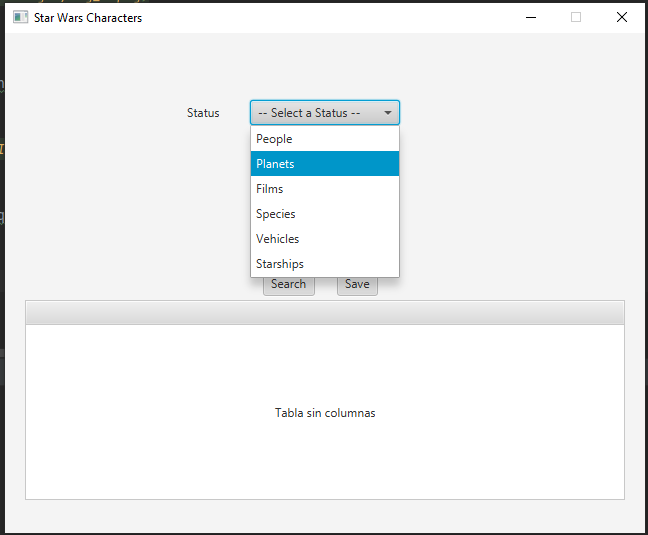 Star Wars Characters
Status
-- Select a Status --
People
Planets
Films
Species
Vehicles
Starships
Search
Save
Tabla sin columnas